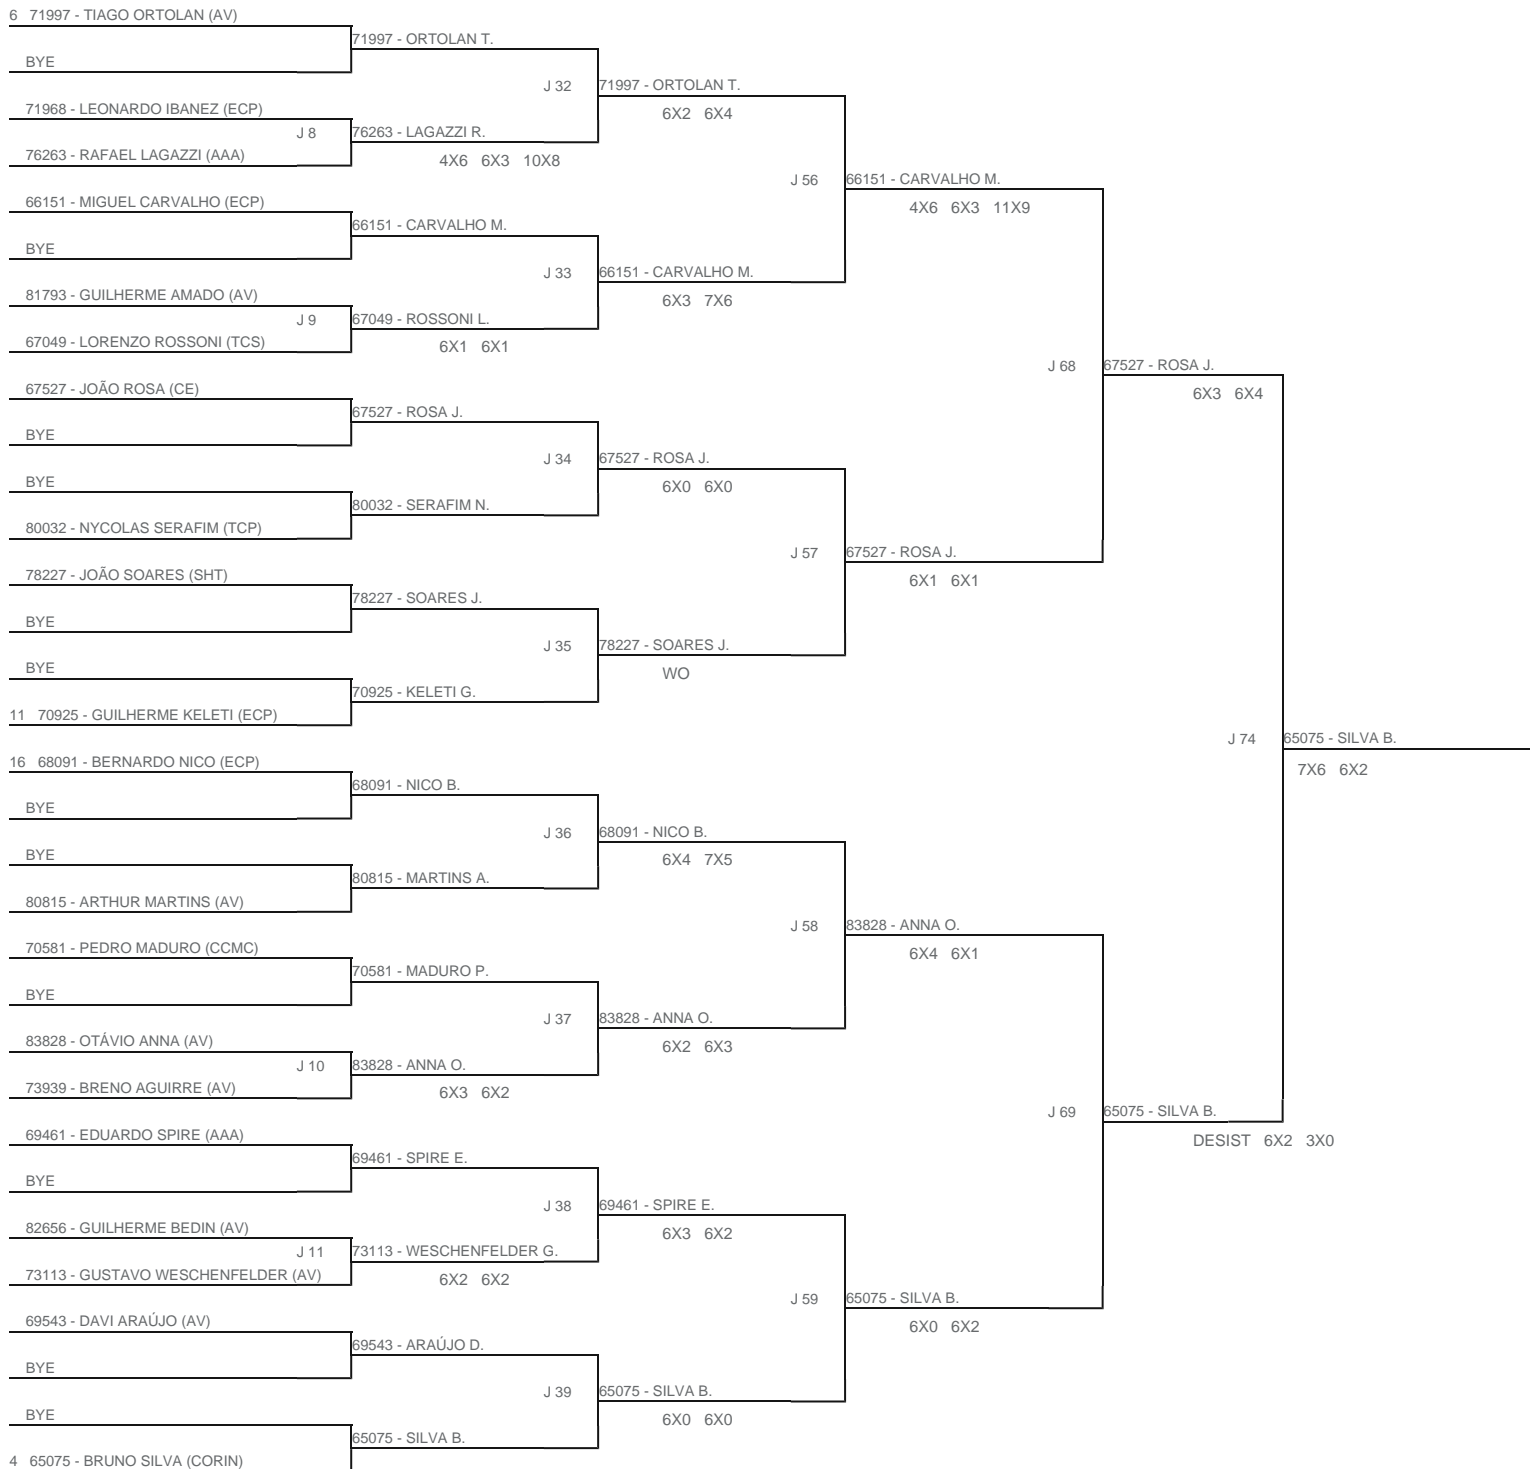 6 71997 - TIAGO ORTOLAN (AV)
71997 - ORTOLAN T.
BYE
J 32
71997 - ORTOLAN T.
6X2 6X4
71968 - LEONARDO IBANEZ (ECP)
J 8
76263 - LAGAZZI R.
4X6 6X3 10X8
76263 - RAFAEL LAGAZZI (AAA)
J 56
66151 - CARVALHO M.
4X6 6X3 11X9
66151 - MIGUEL CARVALHO (ECP)
66151 - CARVALHO M.
BYE
J 33
66151 - CARVALHO M.
6X3 7X6
81793 - GUILHERME AMADO (AV)
J 9
67049 - ROSSONI L.
6X1 6X1
67049 - LORENZO ROSSONI (TCS)
J 68
67527 - ROSA J.
6X3 6X4
67527 - JOÃO ROSA (CE)
67527 - ROSA J.
BYE
J 34
67527 - ROSA J.
6X0 6X0
BYE
80032 - SERAFIM N.
80032 - NYCOLAS SERAFIM (TCP)
J 57
67527 - ROSA J.
6X1 6X1
78227 - JOÃO SOARES (SHT)
78227 - SOARES J.
BYE
J 35
78227 - SOARES J.
WO
BYE
70925 - KELETI G.
11 70925 - GUILHERME KELETI (ECP)
J 74
65075 - SILVA B.
7X6 6X2
16 68091 - BERNARDO NICO (ECP)
68091 - NICO B.
BYE
J 36
68091 - NICO B.
6X4 7X5
BYE
80815 - MARTINS A.
80815 - ARTHUR MARTINS (AV)
J 58
83828 - ANNA O.
6X4 6X1
70581 - PEDRO MADURO (CCMC)
70581 - MADURO P.
BYE
J 37
83828 - ANNA O.
6X2 6X3
83828 - OTÁVIO ANNA (AV)
J 10
83828 - ANNA O.
6X3 6X2
73939 - BRENO AGUIRRE (AV)
J 69
65075 - SILVA B.
DESIST 6X2 3X0
69461 - EDUARDO SPIRE (AAA)
69461 - SPIRE E.
BYE
J 38
69461 - SPIRE E.
6X3 6X2
82656 - GUILHERME BEDIN (AV)
J 11
73113 - WESCHENFELDER G.
6X2 6X2
73113 - GUSTAVO WESCHENFELDER (AV)
J 59
65075 - SILVA B.
6X0 6X2
69543 - DAVI ARAÚJO (AV)
69543 - ARAÚJO D.
BYE
J 39
65075 - SILVA B.
6X0 6X0
BYE
65075 - SILVA B.
4 65075 - BRUNO SILVA (CORIN)